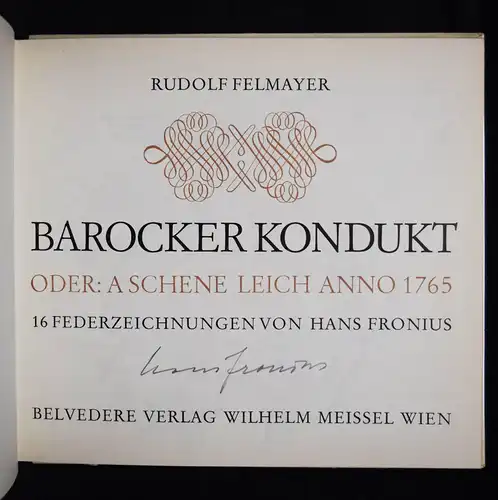 RUDOLF FELMAYER
BAROCKER KONDUKT
ODER: A SCHENE LEICH ANNO 1765
16 FEDERZEICHNUNGEN VON HANS FRONIUS
hans fronius
BELVEDERE VERLAG WILHELM MEISSEL WIEN